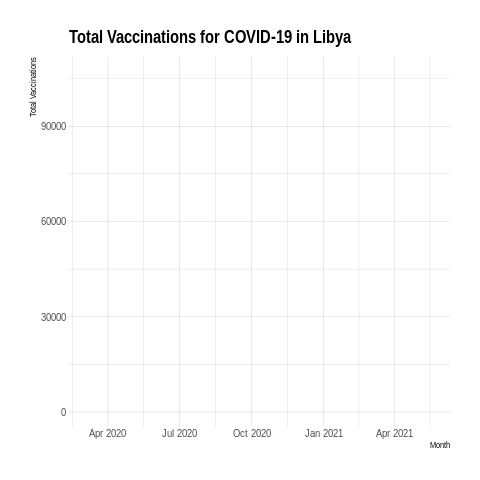 Total Vaccinations for COVID-19 in Libya
Total Vaccinations
90000
60000
30000
0
Apr 2020 Jul 2020 Oct 2020 Jan 2021 Apr 2021
Month